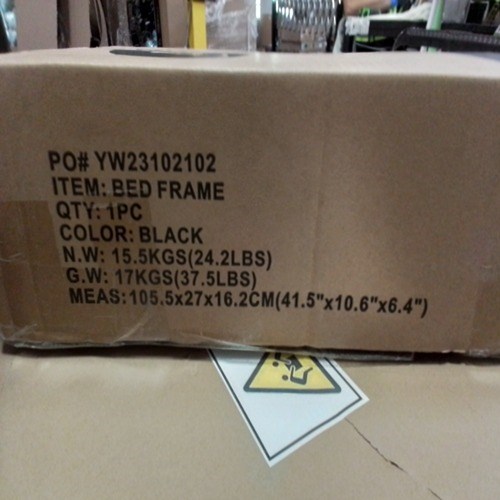 PO# YW23102102
ITEM: BED FRAME
QTY: 1PC
COLOR: BLACK
N.W: 15.5KGS(24.2LBS)
G.W: 17KGS(37.5LBS)
MEAS: 105.5x27x16.2CM(41.5"x10.6"x6.4")